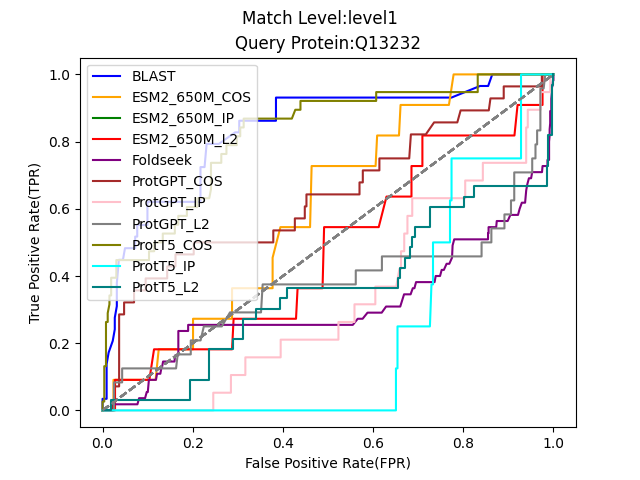 Match Level:level1
Query Protein:Q13232
True Positive Rate(TPR)
1.0
0.8
0.6
0.4
0.2
0.0
BLAST
ESM2_650M_COS
ESM2_650M_IP
ESM2_650M_L2
Foldseek
ProtGPT_COS
ProtGPT_IP
ProtGPT_L2
ProtT5_COS
ProtT5_IP
ProtT5_L2
0.0 0.2 0.4 0.6 0.8 1.0
False Positive Rate(FPR)